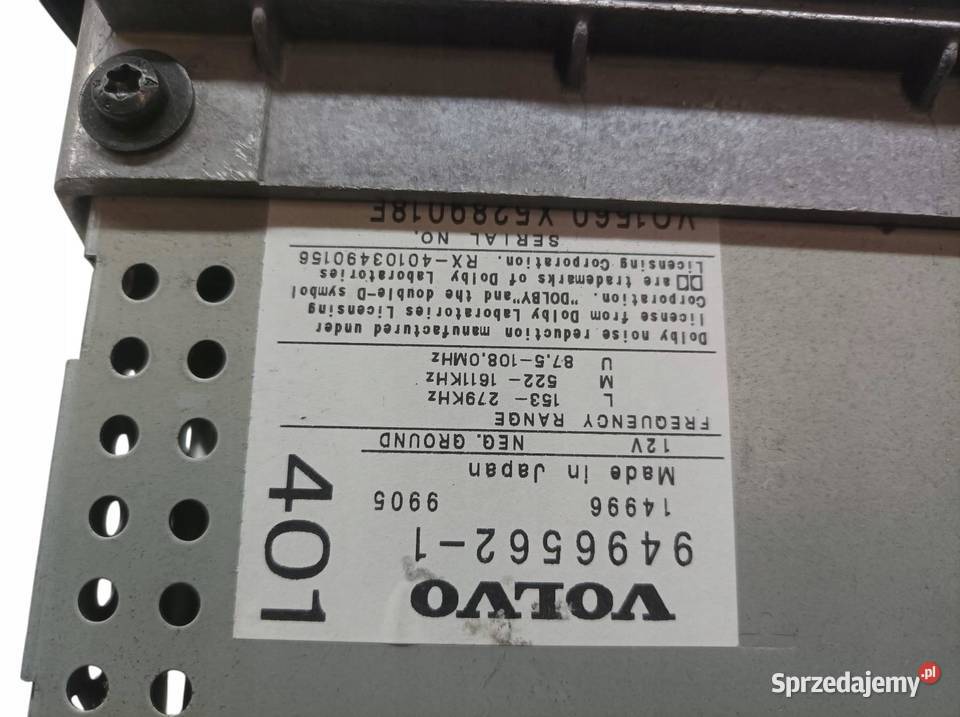 VOLVO
9496562-1
14996 9905
Made in Japan
401
12V NEG. GROUND
FREQUENCY RANGE
L 153- 279KHz
M 522- 1611KHz
U 87.5-108.0MHz
Dolby noise reduction manufactured under
license from Dolby Laboratories Licensing
Corporation. "DOLBY"and the double-D symbol
are trademarks of Dolby Laboratories
Licensing Corporation. RX-40103490156
SERIAL NO.
VO1560 X5289018E
Sprzedajemy.pl